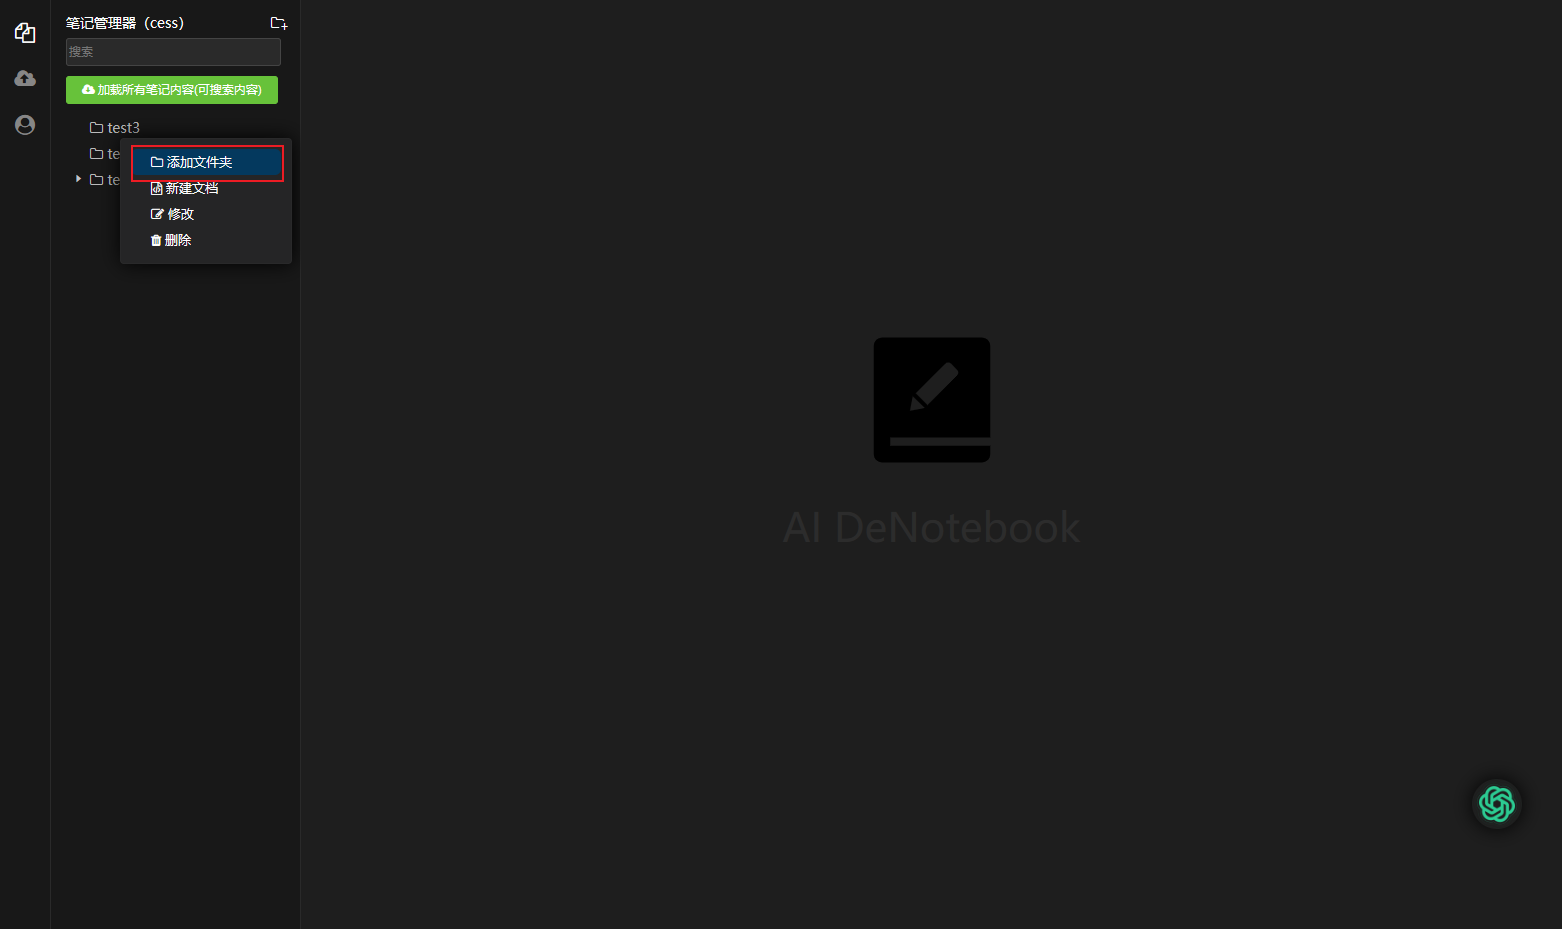 笔记管理器（cess）
搜索
加载所有笔记内容(可搜索内容)
test3
te
te
添加文件夹
新建文档
修改
删除
AI DeNotebook